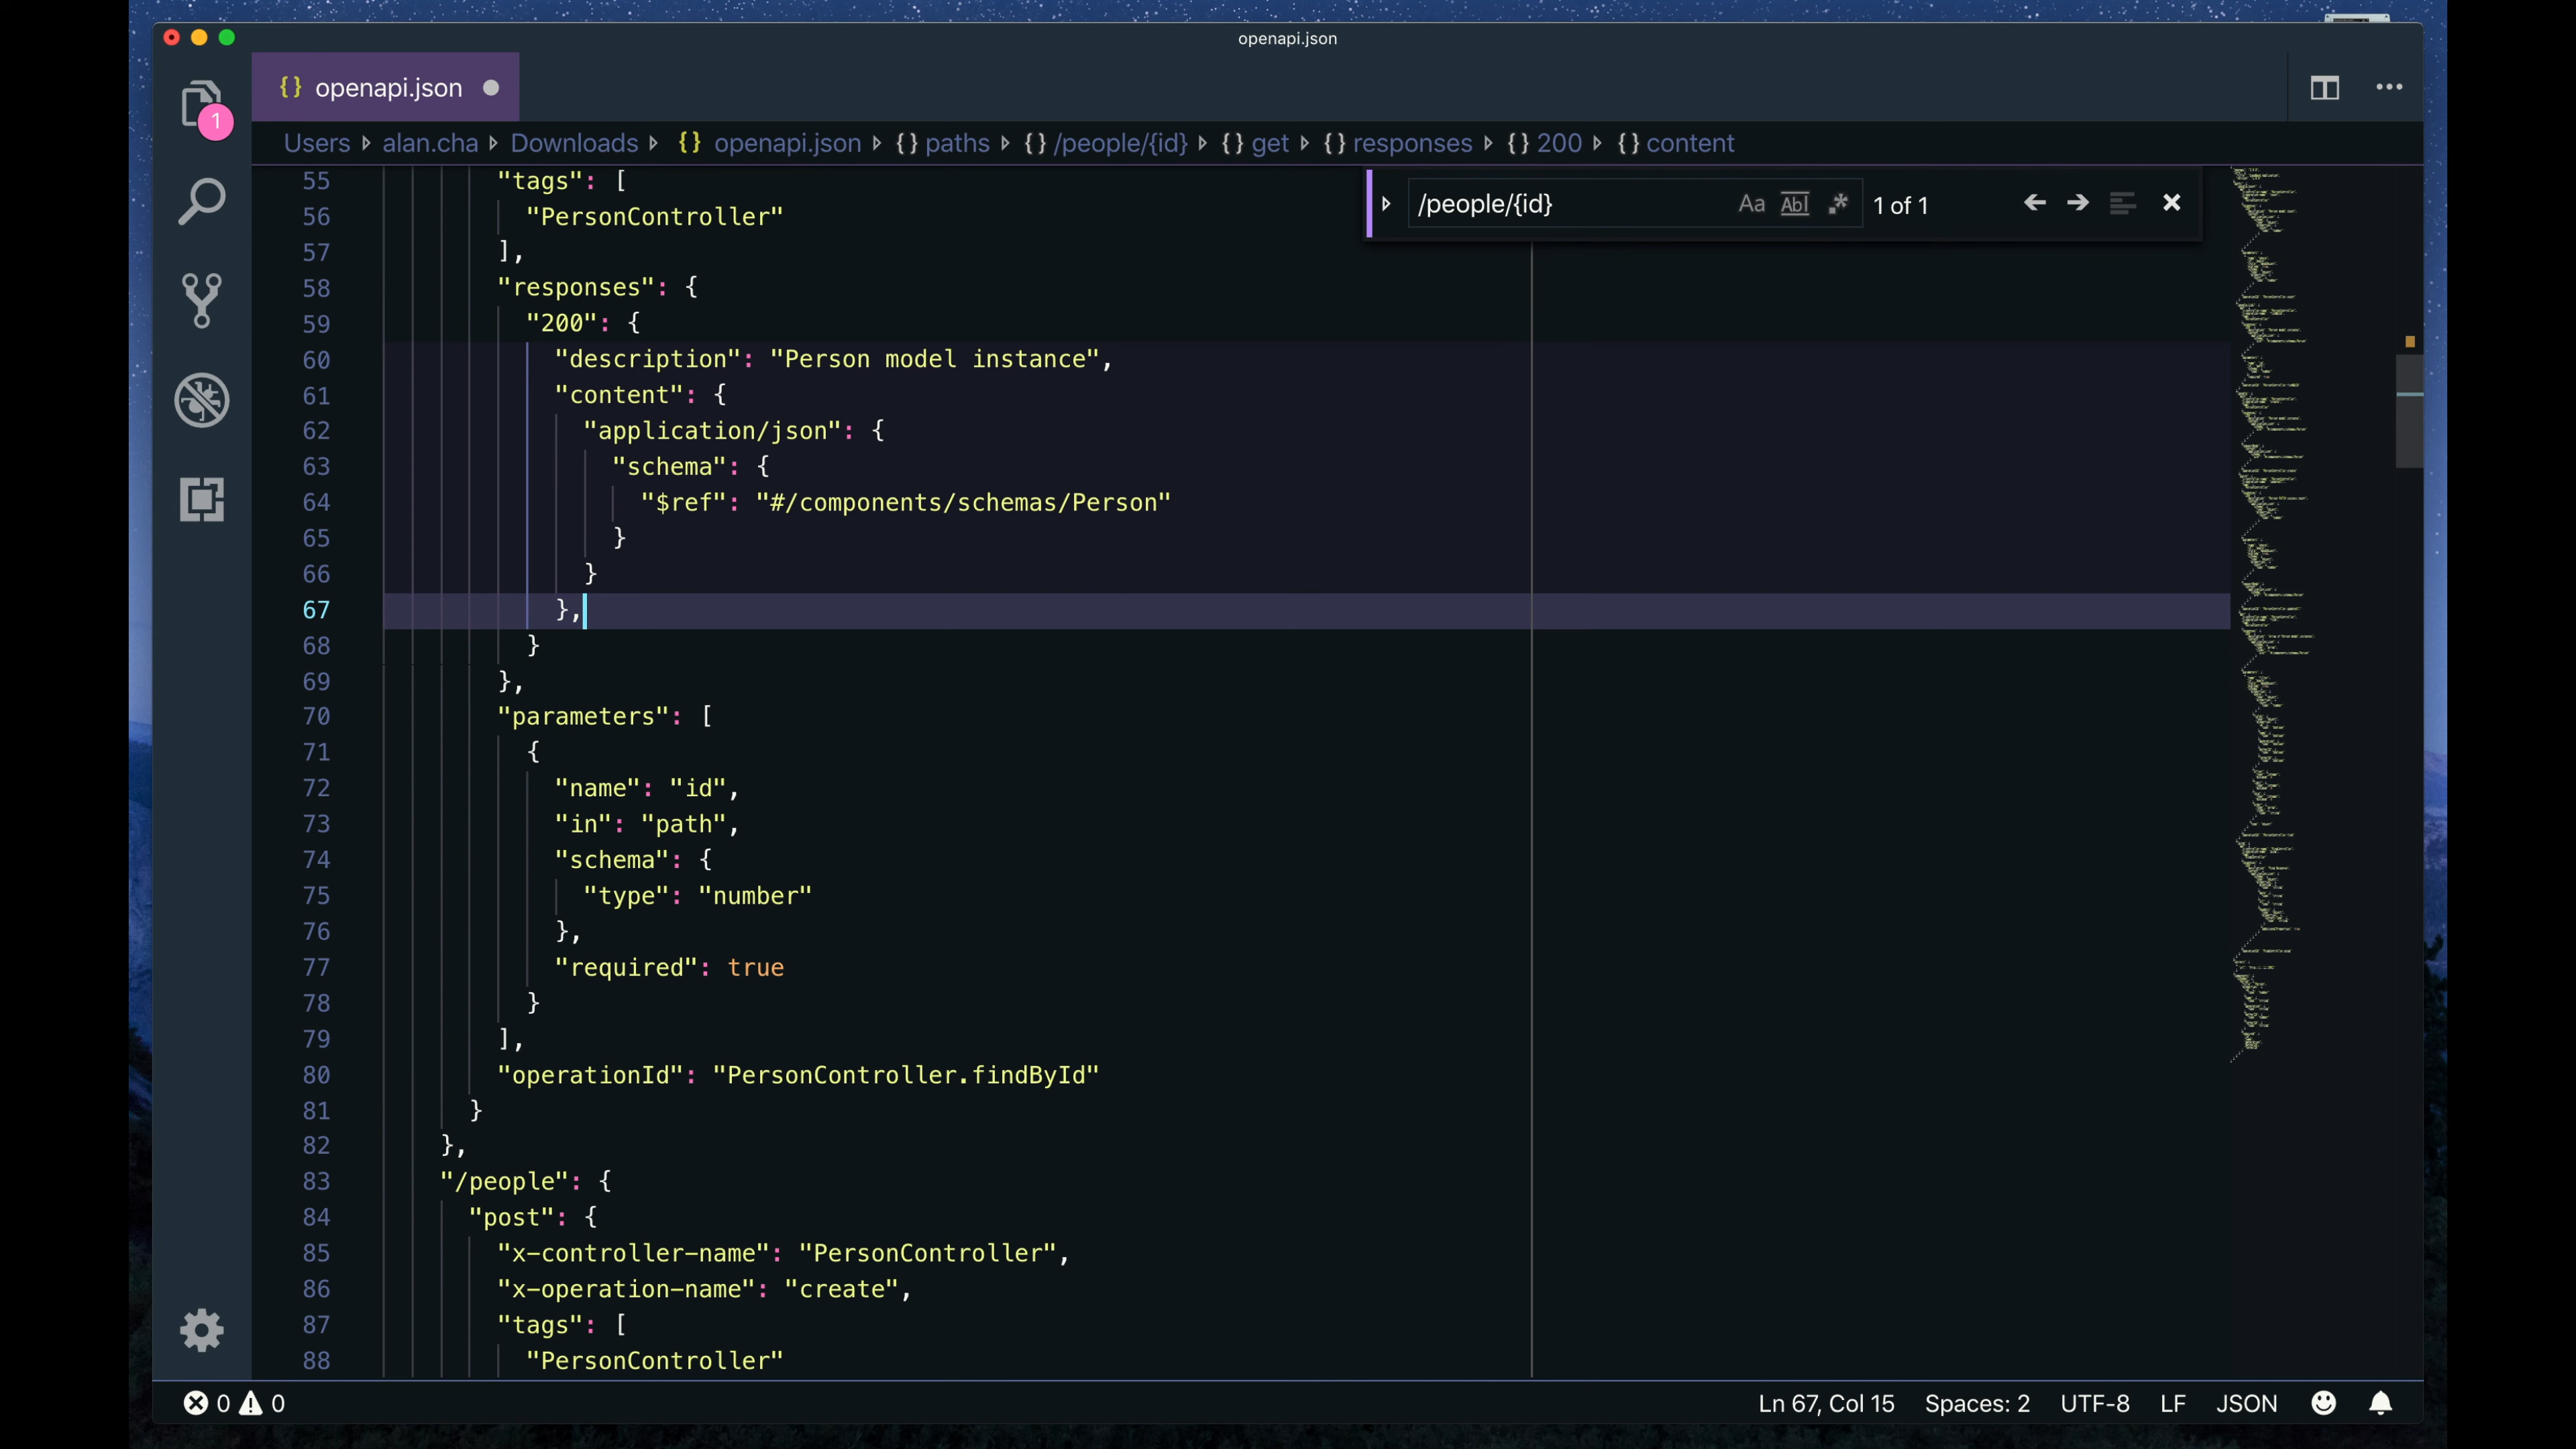 openapi.json
{} openapi.json
1
Users alan.cha Downloads {} openapi.json {} paths {} /people/{id} {} get {} responses {} 200 {} content
/people/{id} Aa Abl .* 1 of 1
55 "tags": [
56 "PersonController"
57 ],
58 "responses": {
59 "200": {
60 "description": "Person model instance",
61 "content": {
62 "application/json": {
63 "schema": {
64 "$ref": "#/components/schemas/Person"
65 }
66 }
67 },
68 }
69 },
70 "parameters": [
71 {
72 "name": "id",
73 "in": "path",
74 "schema": {
75 "type": "number"
76 },
77 "required": true
78 }
79 ],
80 "operationId": "PersonController.findById"
81 }
82 },
83 "/people": {
84 "post": {
85 "x-controller-name": "PersonController",
86 "x-operation-name": "create",
87 "tags": [
88 "PersonController"
0 0 Ln 67, Col 15 Spaces: 2 UTF-8 LF JSON